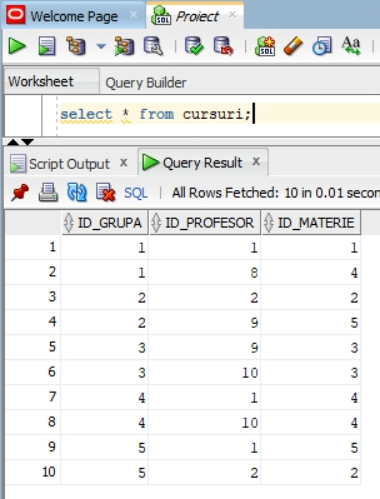 Welcome Page Proiect
SQL Aa
Worksheet Query Builder
select * from cursuri;
Script Output x Query Result x
SQL | All Rows Fetched: 10 in 0.01 secon
ID_GRUPA ID_PROFESOR ID_MATERIE
1 1 1 1
2 1 8 4
3 2 2 2
4 2 9 5
5 3 9 3
6 3 10 3
7 4 1 4
8 4 10 4
9 5 1 5
10 5 2 2